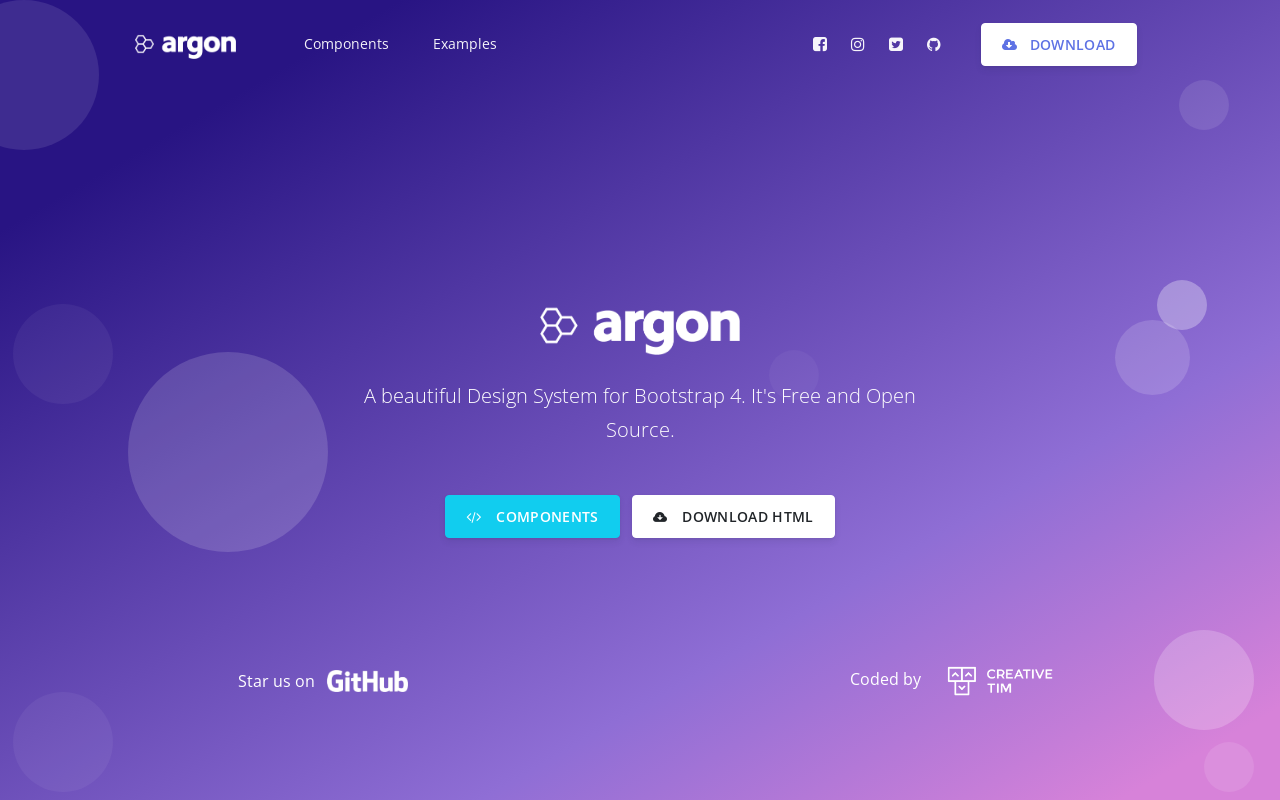 argon
Components
Examples
DOWNLOAD
argon
A beautiful Design System for Bootstrap 4. It's Free and Open
Source.
COMPONENTS
DOWNLOAD HTML
Star us on GitHub
Coded by
CREATIVE
TIM